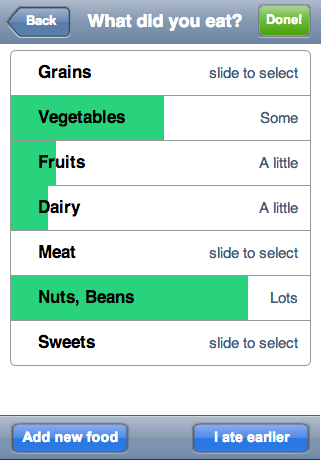 Back What did you eat? Done!
Grains slide to select
Vegetables Some
Fruits A little
Dairy A little
Meat slide to select
Nuts, Beans Lots
Sweets slide to select
Add new food I ate earlier